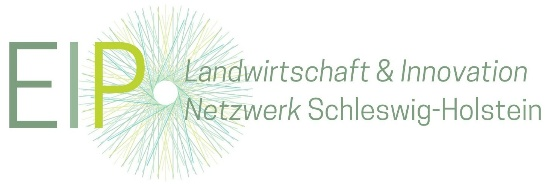 EIP
Landwirtschaft & Innovation
Netzwerk Schleswig-Holstein